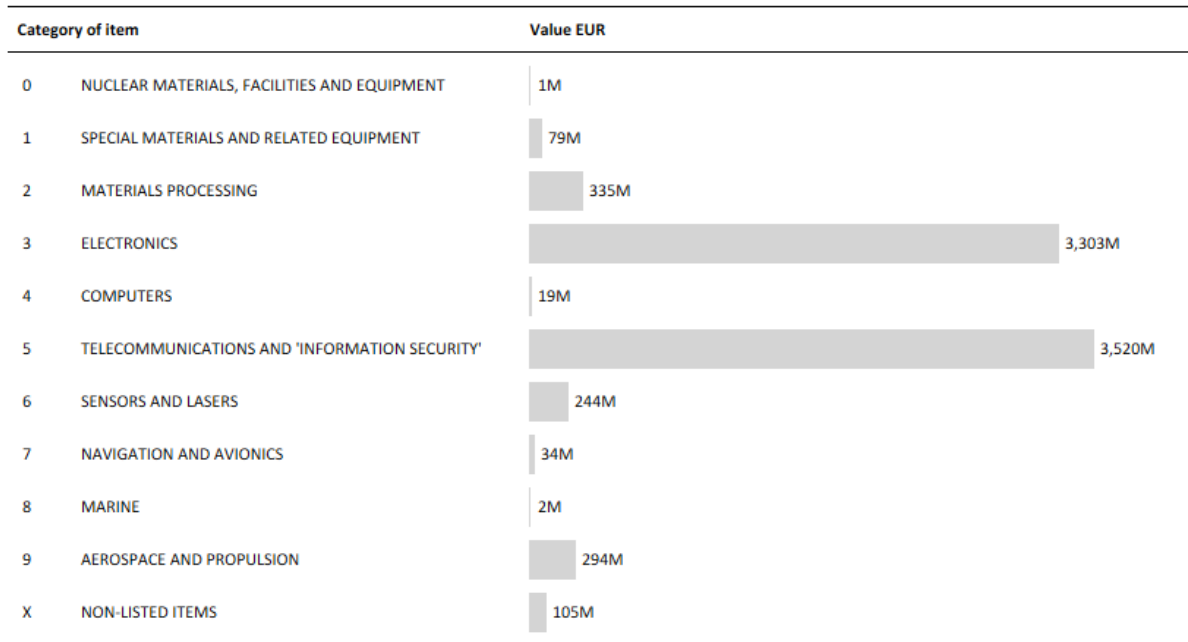 Category of item Value EUR
0 NUCLEAR MATERIALS, FACILITIES AND EQUIPMENT 1M
1 SPECIAL MATERIALS AND RELATED EQUIPMENT 79M
2 MATERIALS PROCESSING 335M
3 ELECTRONICS 3,303M
4 COMPUTERS 19M
5 TELECOMMUNICATIONS AND 'INFORMATION SECURITY' 3,520M
6 SENSORS AND LASERS 244M
7 NAVIGATION AND AVIONICS 34M
8 MARINE 2M
9 AEROSPACE AND PROPULSION 294M
X NON-LISTED ITEMS 105M